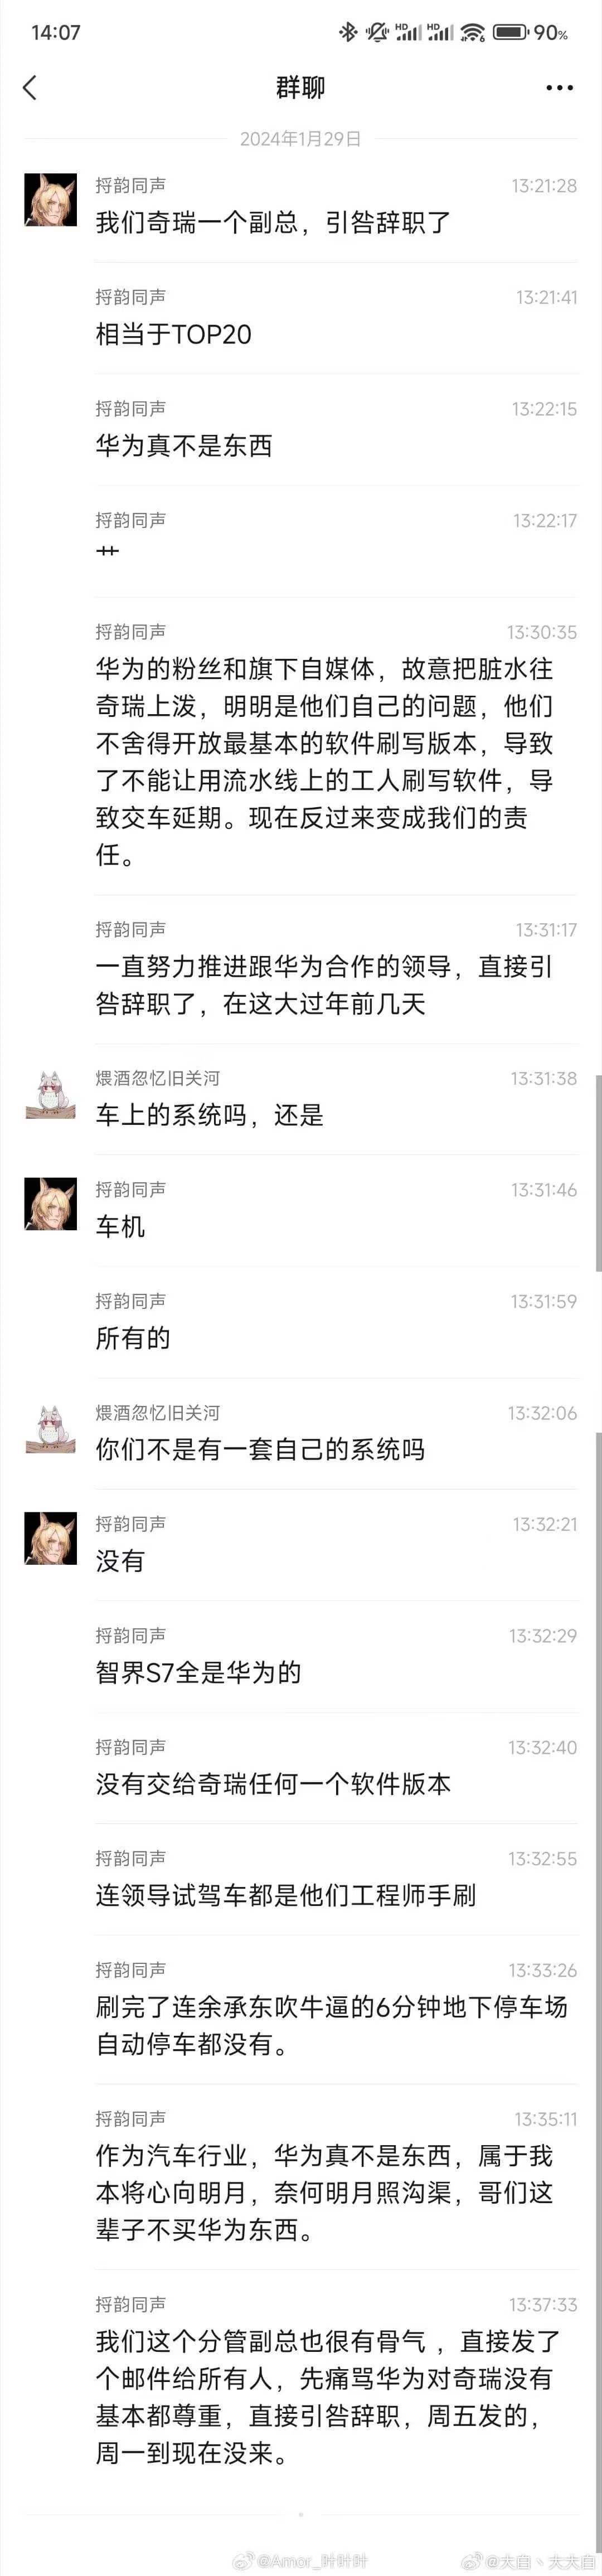 14:07
HD HD 6 90%
群聊
2024年1月29日
捋韵同声 13:21:28
我们奇瑞一个副总，引咎辞职了
捋韵同声 13:21:41
相当于TOP20
捋韵同声 13:22:15
华为真不是东西
捋韵同声 13:22:17
艹
捋韵同声 13:30:35
华为的粉丝和旗下自媒体，故意把脏水往
奇瑞上泼，明明是他们自己的问题，他们
不舍得开放最基本的软件刷写版本，导致
了不能让用流水线上的工人刷写软件，导
致交车延期。现在反过来变成我们的责
任。
捋韵同声 13:31:17
一直努力推进跟华为合作的领导，直接引
咎辞职了，在这大过年前几天
煨酒忽忆旧关河 13:31:38
车上的系统吗，还是
捋韵同声 13:31:46
车机
捋韵同声 13:31:59
所有的
煨酒忽忆旧关河 13:32:06
你们不是有一套自己的系统吗
捋韵同声 13:32:21
没有
捋韵同声 13:32:29
智界S7全是华为的
捋韵同声 13:32:40
没有交给奇瑞任何一个软件版本
捋韵同声 13:32:55
连领导试驾车都是他们工程师手刷
捋韵同声 13:33:26
刷完了连余承东吹牛逼的6分钟地下停车场
自动停车都没有。
捋韵同声 13:35:11
作为汽车行业，华为真不是东西，属于我
本将心向明月，奈何明月照沟渠，哥们这
辈子不买华为东西。
捋韵同声 13:37:33
我们这个分管副总也很有骨气 ，直接发了
个邮件给所有人，先痛骂华为对奇瑞没有
基本都尊重，直接引咎辞职，周五发的，
周一到现在没来。
@Amor_叶叶叶 @大白丶大大白